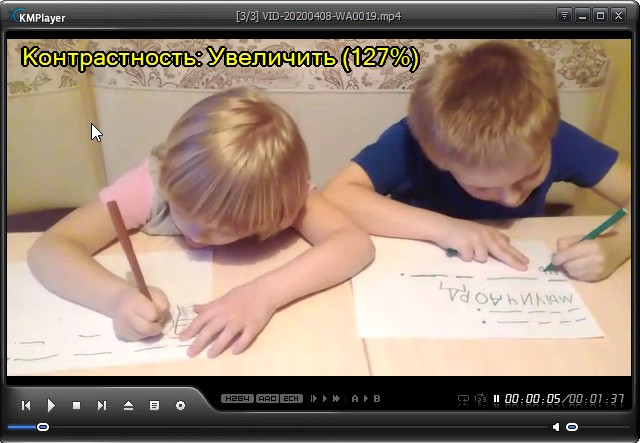 KMPlayer
[3/3] VID-20200408-WA0019.mp4
Контрастность: Увеличить (127%)
H264 AAC 2CH
A B
00:00:05/00:01:37